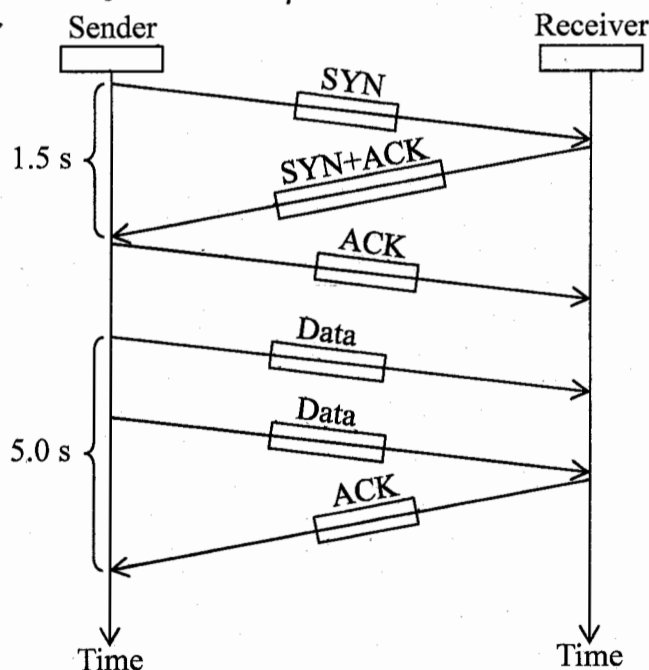 Sender
Receiver
SYN
1.5 s
SYN+ACK
ACK
Data
Data
5.0 s
ACK
Time
Time